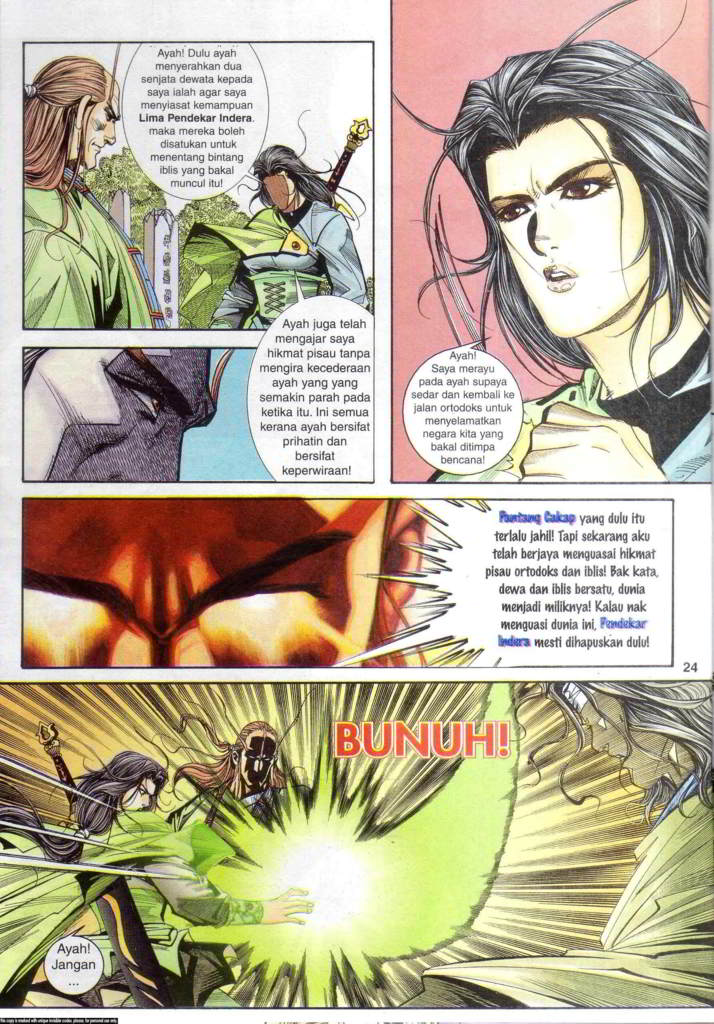 Ayah! Dulu ayah
menyerahkan dua
senjata dewata kepada
saya ialah agar saya
menyiasat kemampuan
Lima Pendekar Indera.
maka mereka boleh
disatukan untuk
menentang bintang
iblis yang bakal
muncul itu!
Ayah juga telah
mengajar saya
hikmat pisau tanpa
mengira kecederaan
ayah yang yang
semakin parah pada
ketika itu. Ini semua
kerana ayah bersifat
prihatin dan
bersifat
keperwiraan!
Ayah!
Saya merayu
pada ayah supaya
sedar dan kembali ke
jalan ortodoks untuk
menyelamatkan
negara kita yang
bakal ditimpa
bencana!
Pantang Cakap yang dulu itu
terlalu jahil! Tapi sekarang aku
telah berjaya menguasai hikmat
pisau ortodoks dan iblis! Bak kata,
dewa dan iblis bersatu, dunia
menjadi miliknya! Kalau nak
menguasi dunia ini, Pendekar
Indera mesti dihapuskan dulu!
24
BUNUH!
Ayah!
Jangan
...